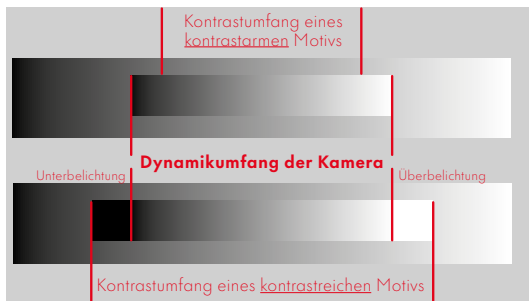 Kontrastumfang eines
kontrastarmen Motivs
Dynamikumfang der Kamera
Unterbelichtung
Überbelichtung
Kontrastumfang eines kontrastreichen Motivs